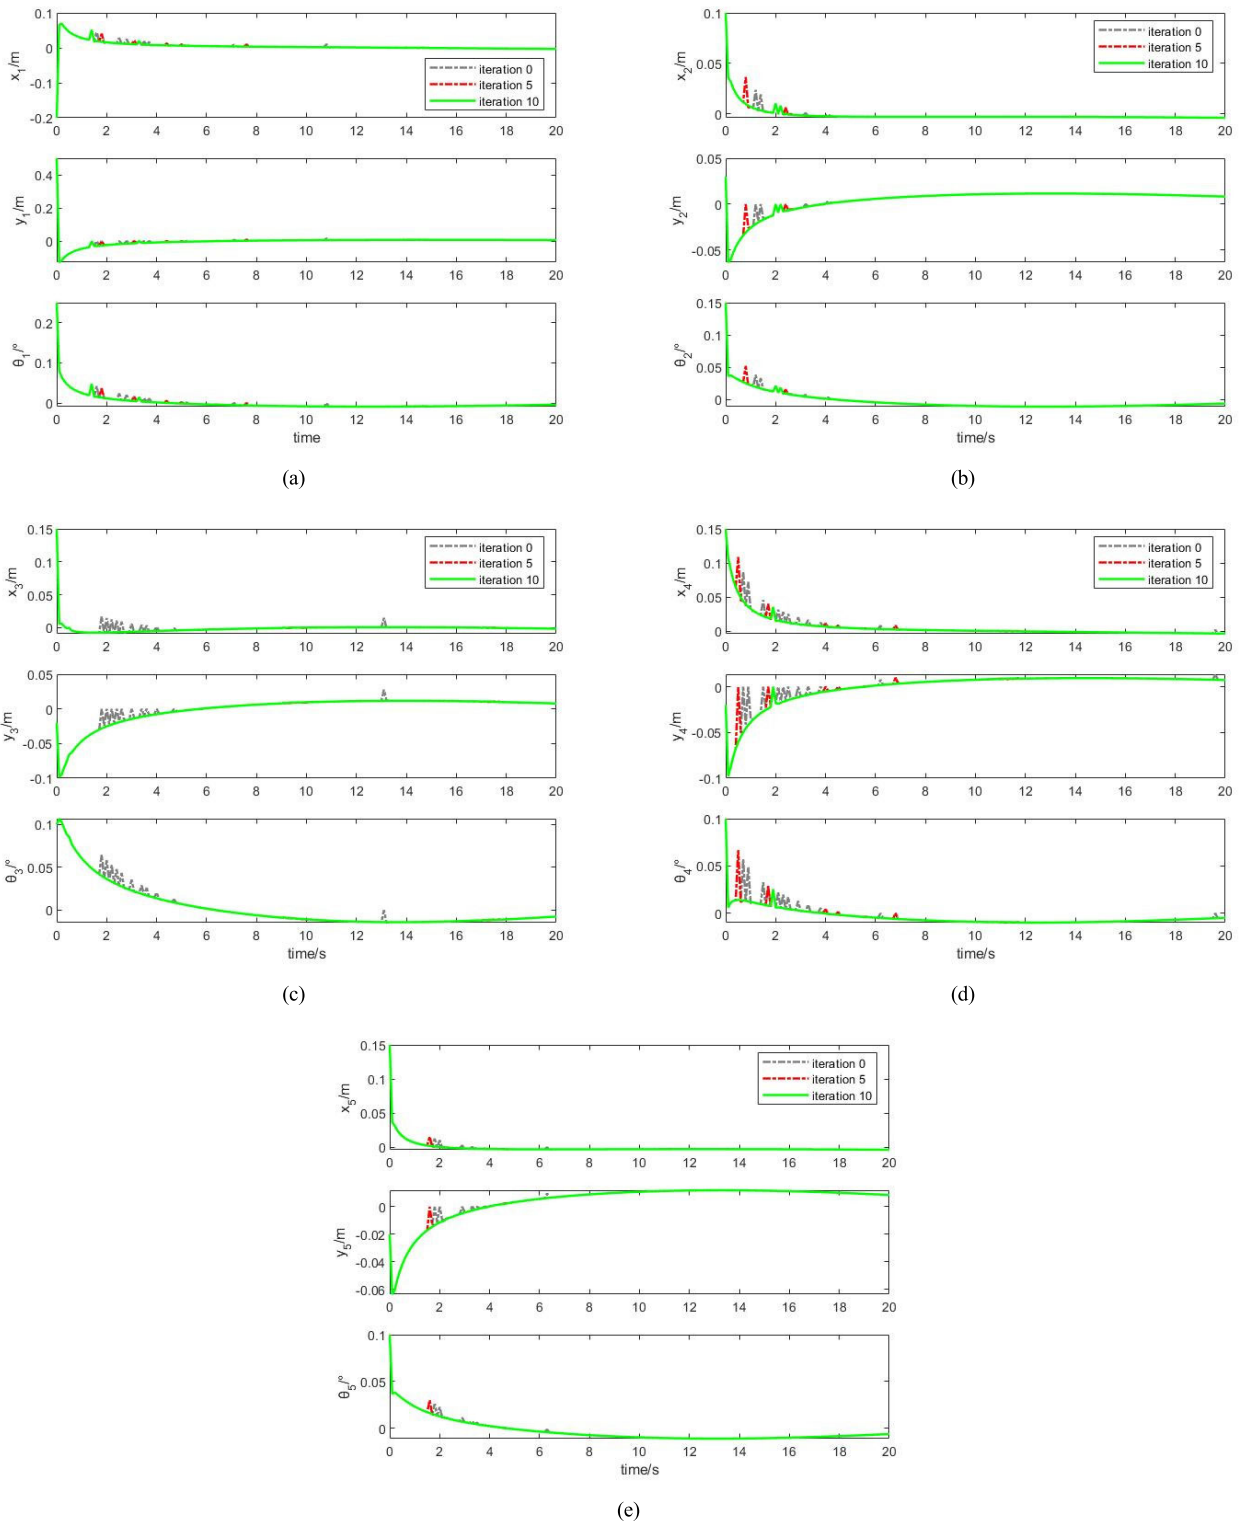 0.1
0
-0.1
-0.2
x1/m
iteration 0
iteration 5
iteration 10
0 2 4 6 8 10 12 14 16 18 20
0.4
0.2
0
y1/m
0 2 4 6 8 10 12 14 16 18 20
0.2
0.1
0
θ1/°
0 2 4 6 8 10 12 14 16 18 20
time
(a)
0.1
0.05
0
x2/m
iteration 0
iteration 5
iteration 10
0 2 4 6 8 10 12 14 16 18 20
0.05
0
-0.05
y2/m
0 2 4 6 8 10 12 14 16 18 20
0.15
0.1
0.05
0
θ2/°
0 2 4 6 8 10 12 14 16 18 20
time/s
(b)
0.15
0.1
0.05
0
x3/m
iteration 0
iteration 5
iteration 10
0 2 4 6 8 10 12 14 16 18 20
0.05
0
-0.05
-0.1
y3/m
0 2 4 6 8 10 12 14 16 18 20
0.1
0.05
0
θ3/°
0 2 4 6 8 10 12 14 16 18 20
time/s
(c)
0.15
0.1
0.05
0
x4/m
iteration 0
iteration 5
iteration 10
0 2 4 6 8 10 12 14 16 18 20
0
-0.05
-0.1
y4/m
0 2 4 6 8 10 12 14 16 18 20
0.1
0.05
0
θ4/°
0 2 4 6 8 10 12 14 16 18 20
time/s
(d)
0.15
0.1
0.05
0
x5/m
iteration 0
iteration 5
iteration 10
0 2 4 6 8 10 12 14 16 18 20
0
-0.02
-0.04
-0.06
y5/m
0 2 4 6 8 10 12 14 16 18 20
0.1
0.05
0
θ5/°
0 2 4 6 8 10 12 14 16 18 20
time/s
(e)